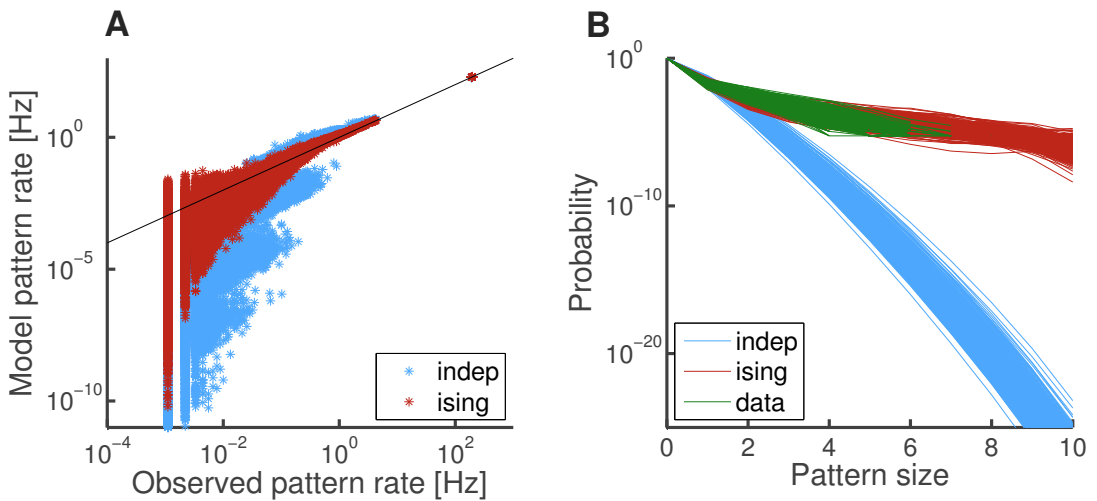 A
Model pattern rate [Hz]
10^0
10^-5
10^-10
10^-4
10^-2
10^0
10^2
Observed pattern rate [Hz]
indep
ising
B
Probability
10^0
10^-10
10^-20
0
2
4
6
8
10
Pattern size
indep
ising
data